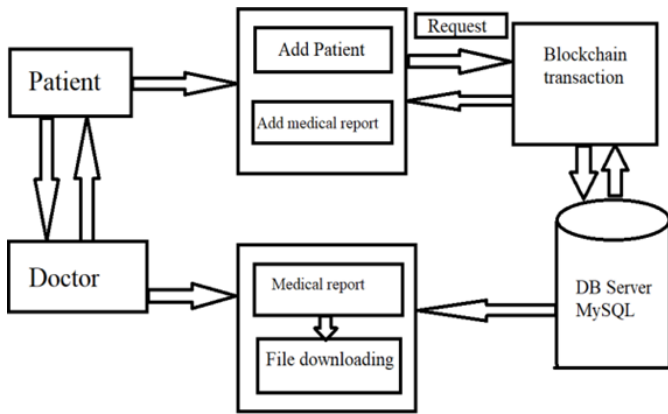 Patient
Add Patient
Add medical report
Request
Blockchain
transaction
Doctor
Medical report
File downloading
DB Server
MySQL